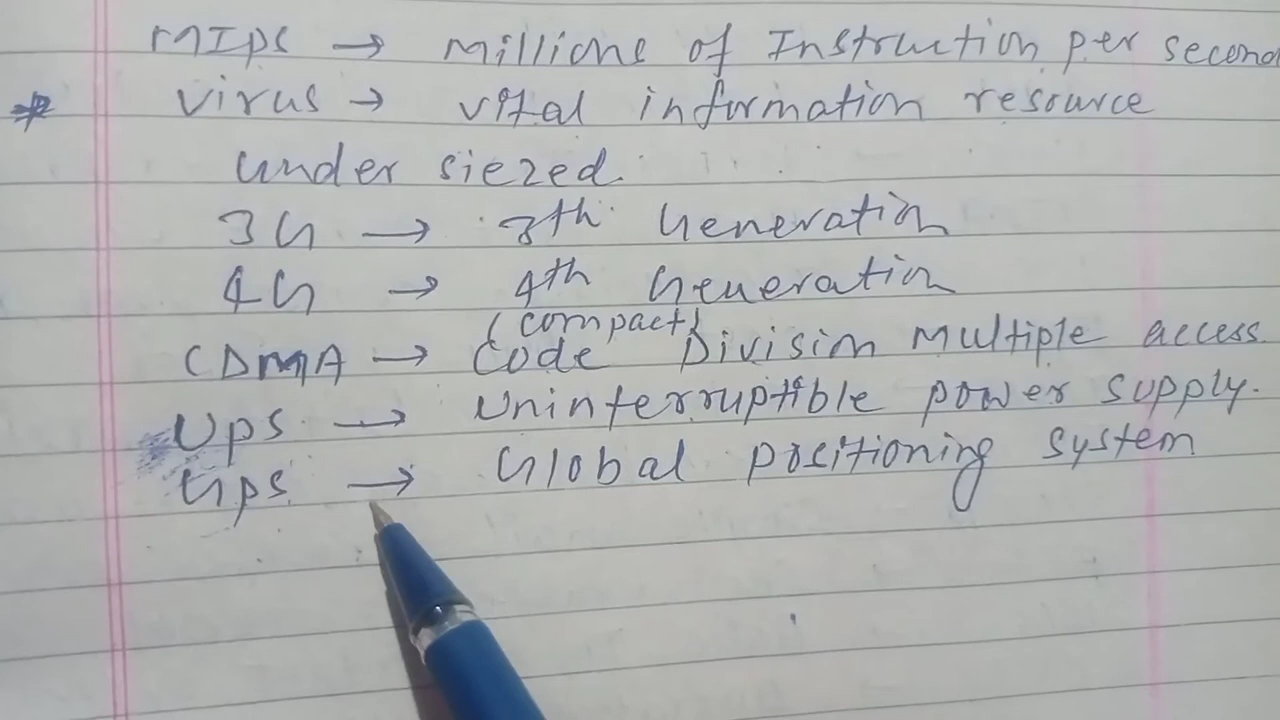 MIPS → Millions of Instruction per second
* Virus → vital information resource
under siezed.
3G → 3th Generation
4G → 4th Generation
(compact)
CDMA → Code Division Multiple access.
UPS → Uninterruptible power supply.
GPS → Global positioning system